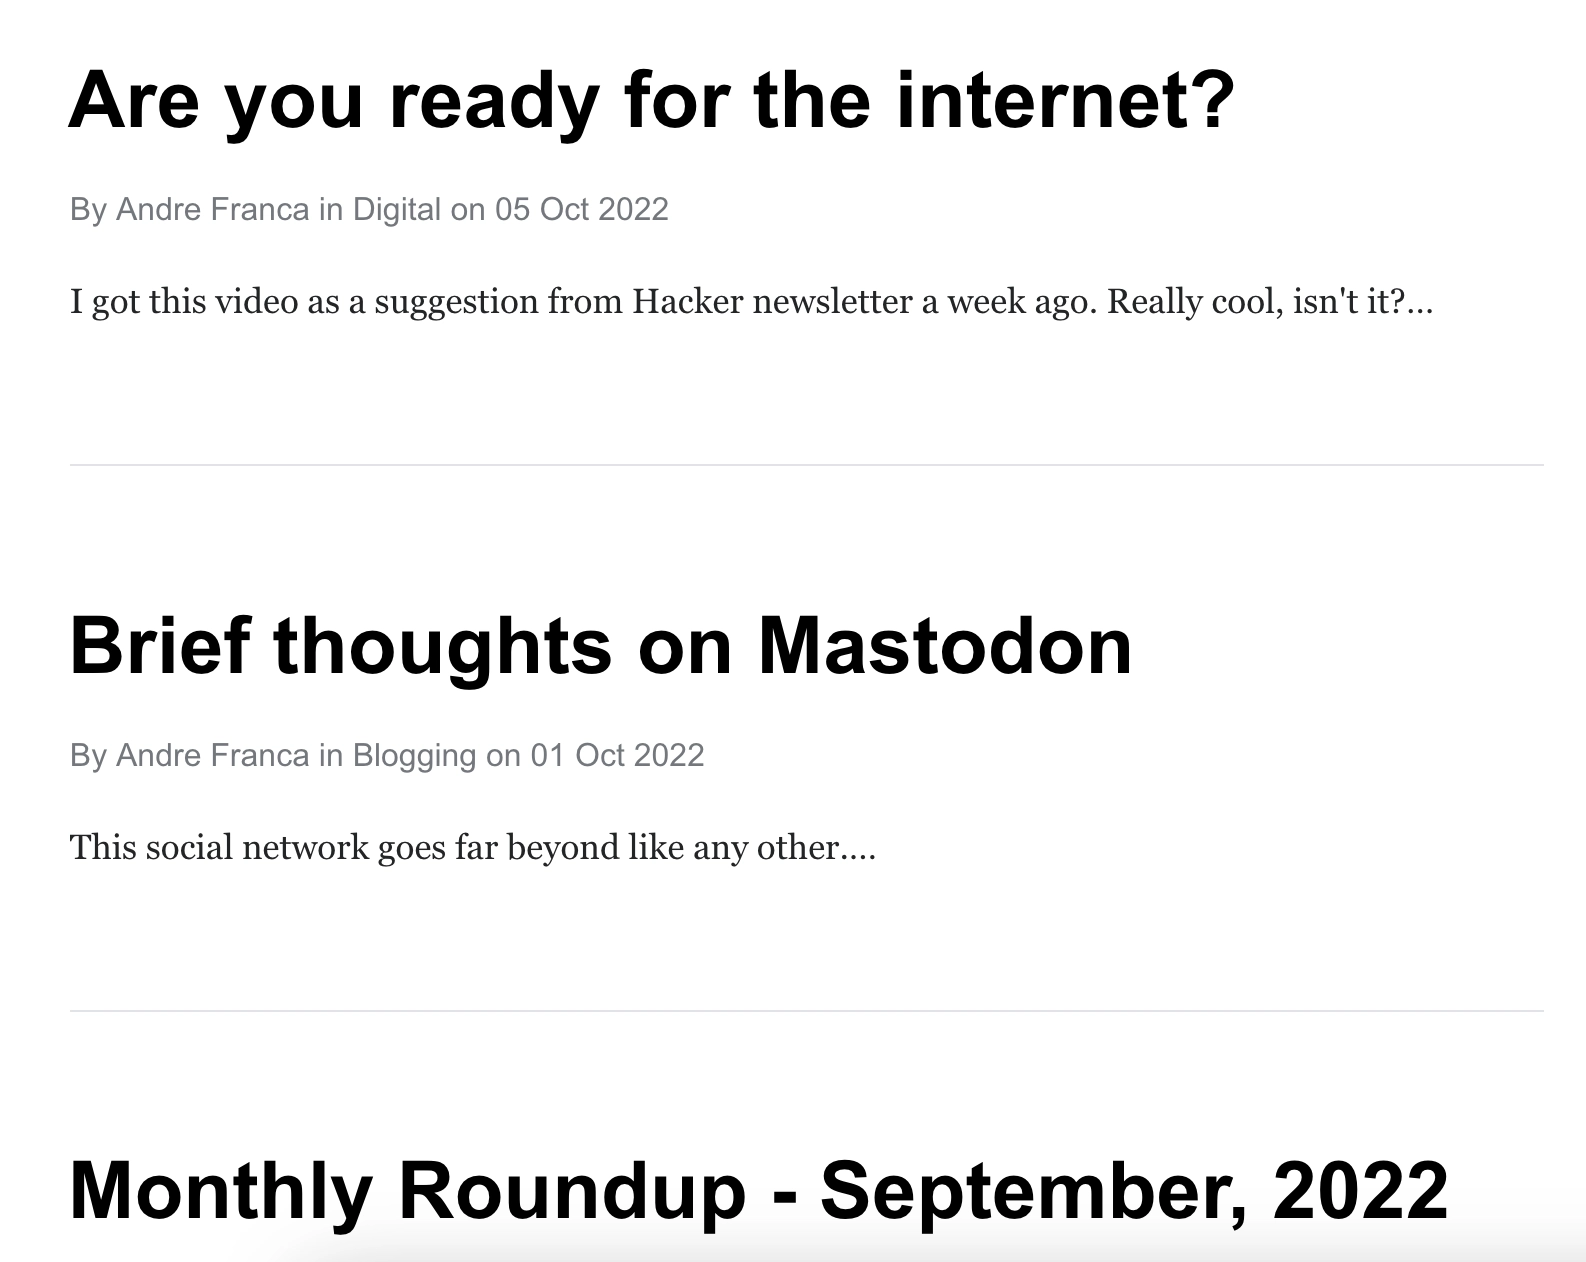 Are you ready for the internet?
By Andre Franca in Digital on 05 Oct 2022
I got this video as a suggestion from Hacker newsletter a week ago. Really cool, isn't it?...
Brief thoughts on Mastodon
By Andre Franca in Blogging on 01 Oct 2022
This social network goes far beyond like any other....
Monthly Roundup - September, 2022